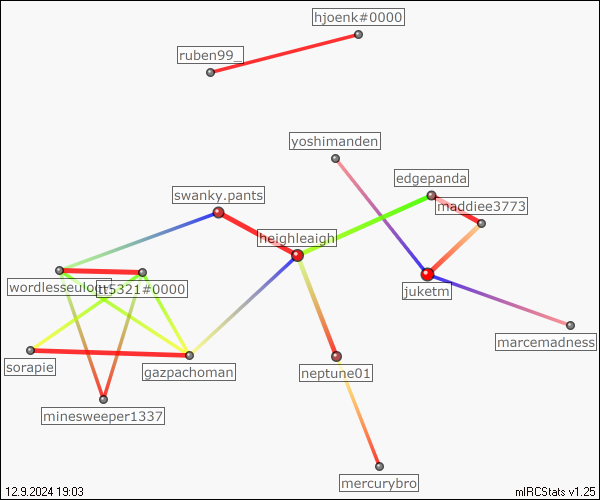 hjoenk#0000
ruben99_
yoshimanden
edgepanda
swanky.pants
maddiee3773
heighleaigh
wordlesseulo
tt5321#0000
juketm
marcemadness
sorapie
gazpachoman
neptune01
minesweeper1337
mercurybro
12.9.2024 19:03
mIRCStats v1.25